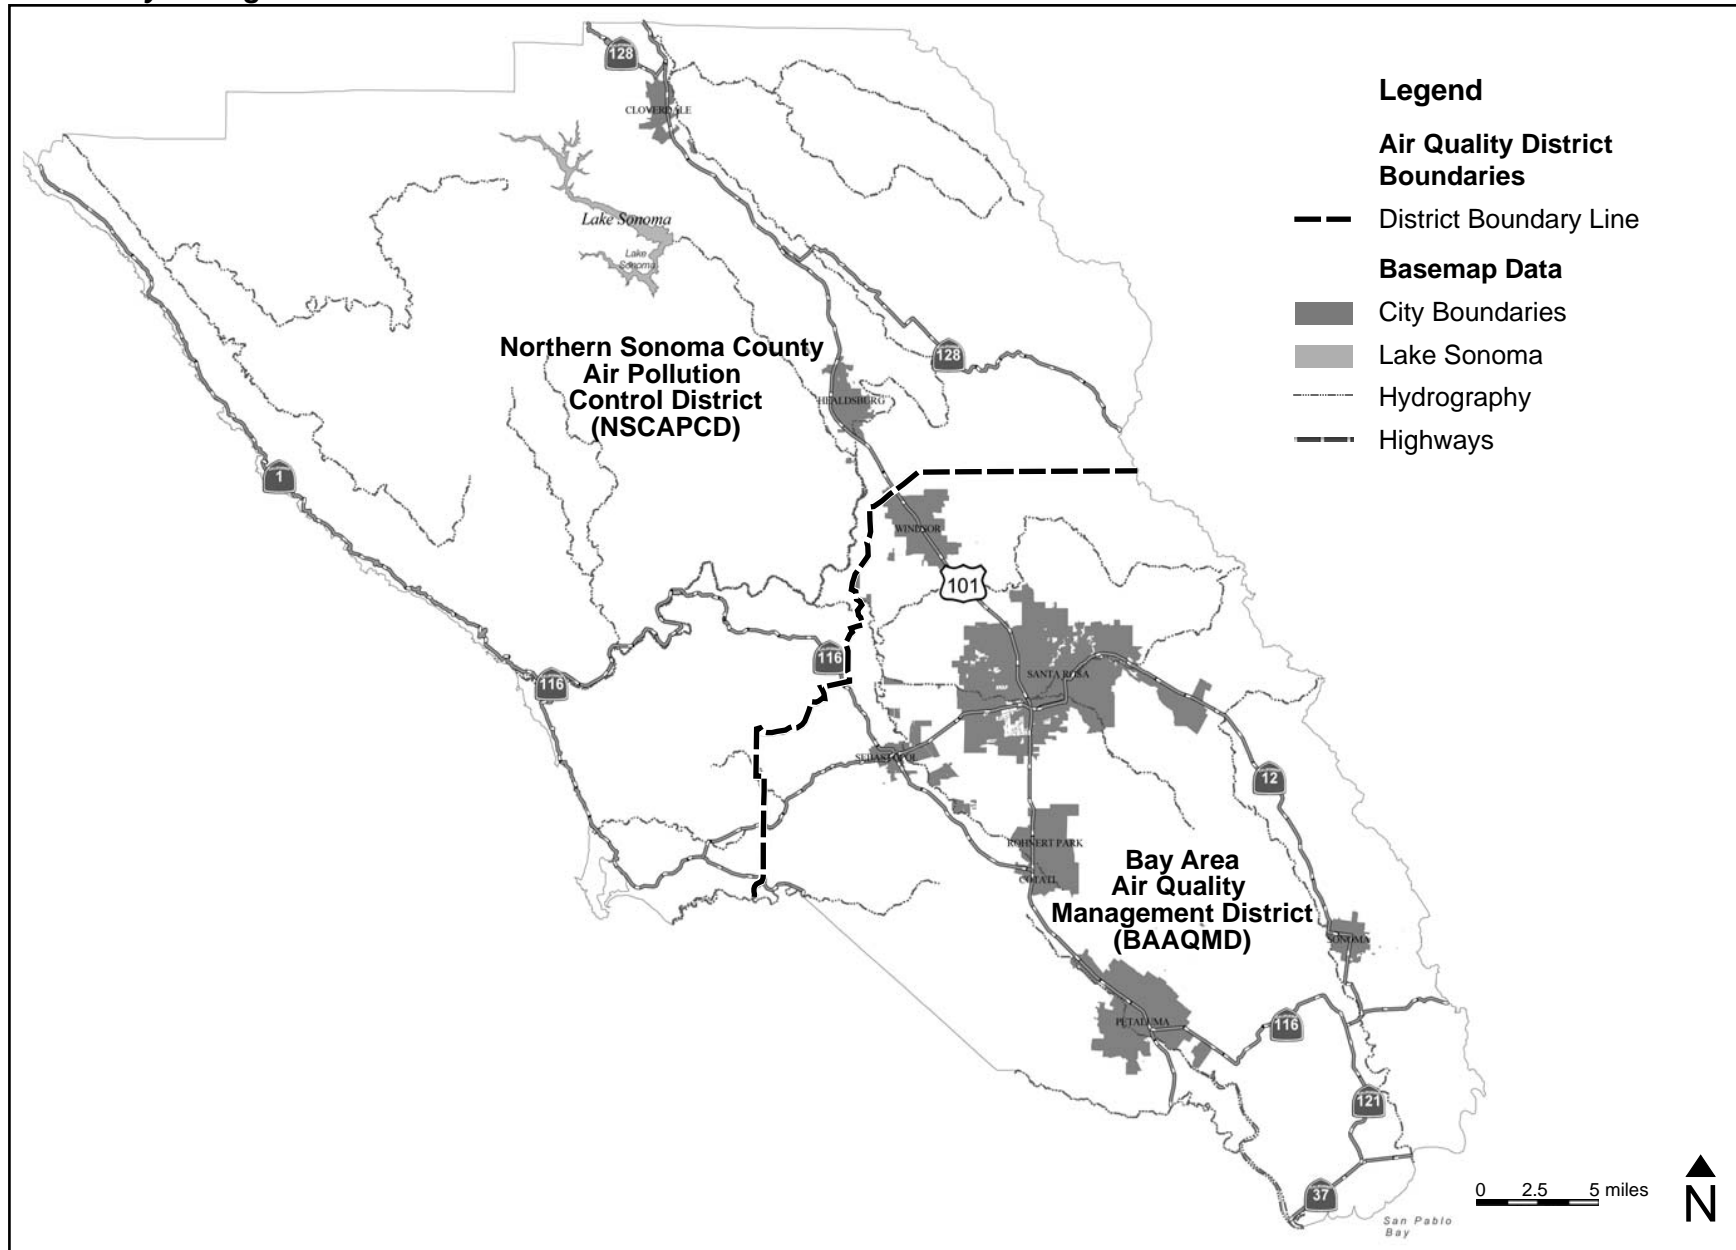 128
CLOVERDALE
Lake Sonoma
Lake
Sonoma
Northern Sonoma County
Air Pollution
Control District
(NSCAPCD)
128
HEALDSBURG
1
WINDSOR
101
116
116
SANTA ROSA
SEBASTOPOL
12
ROHNERT PARK
COTATI
Bay Area
Air Quality
Management District
(BAAQMD)
SONOMA
PETALUMA
116
121
37
San Pablo
Bay
Legend
Air Quality District
Boundaries
District Boundary Line
Basemap Data
City Boundaries
Lake Sonoma
Hydrography
Highways
0 2.5 5 miles
N